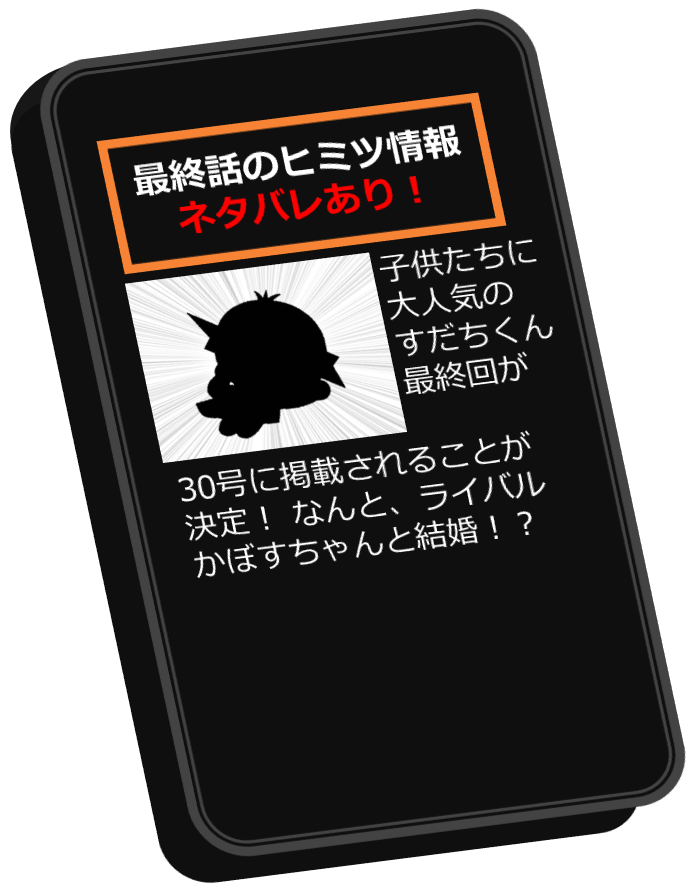 最終話のヒミツ情報
ネタバレあり！
子供たちに
大人気の
すだちくん
最終回が
30号に掲載されることが
決定！ なんと、ライバル
かぼすちゃんと結婚！？